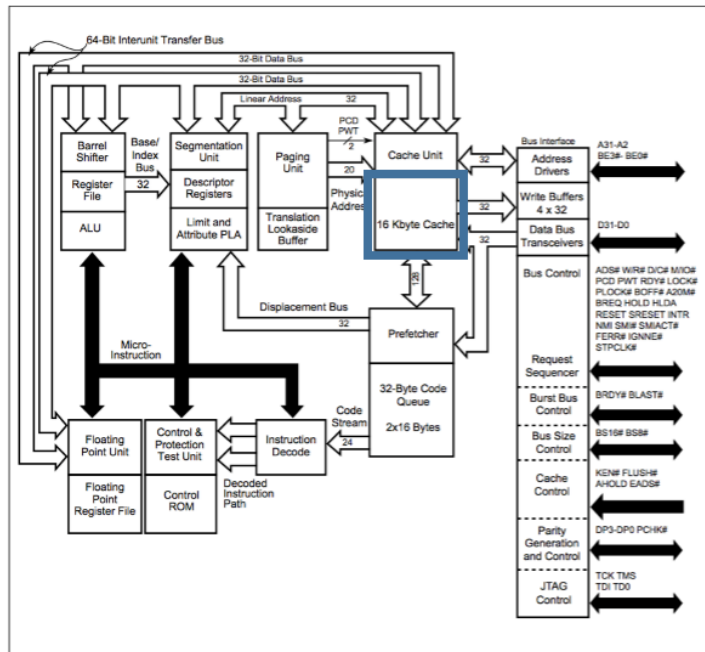 64-Bit Interunit Transfer Bus
32-Bit Data Bus
32-Bit Data Bus
Linear Address 32
PCD
PWT
2
20
Physical
Address
Base/
Index
Bus
32
Barrel
Shifter
Register
File
ALU
Segmentation
Unit
Descriptor
Registers
Limit and
Attribute PLA
Paging
Unit
Translation
Lookaside
Buffer
Cache Unit
16 Kbyte Cache
32
32
32
128
Displacement Bus
32
Prefetcher
32-Byte Code
Queue
2x16 Bytes
Code
Stream
24
Micro-
Instruction
Instruction
Decode
Decoded
Instruction
Path
Control &
Protection
Test Unit
Control
ROM
Floating
Point Unit
Floating
Point
Register File
Bus Interface
Address
Drivers
Write Buffers
4 x 32
Data Bus
Transceivers
Bus Control
Request
Sequencer
Burst Bus
Control
Bus Size
Control
Cache
Control
Parity
Generation
and Control
JTAG
Control
A31-A2
BE3#- BE0#
D31-D0
ADS# W/R# D/C# M/IO#
PCD PWT RDY# LOCK#
PLOCK# BOFF# A20M#
BREQ HOLD HLDA
RESET SRESET INTR
NMI SMI# SMIACT#
FERR# IGNNE#
STPCLK#
BRDY# BLAST#
BS16# BS8#
KEN# FLUSH#
AHOLD EADS#
DP3-DP0 PCHK#
TCK TMS
TDI TD0